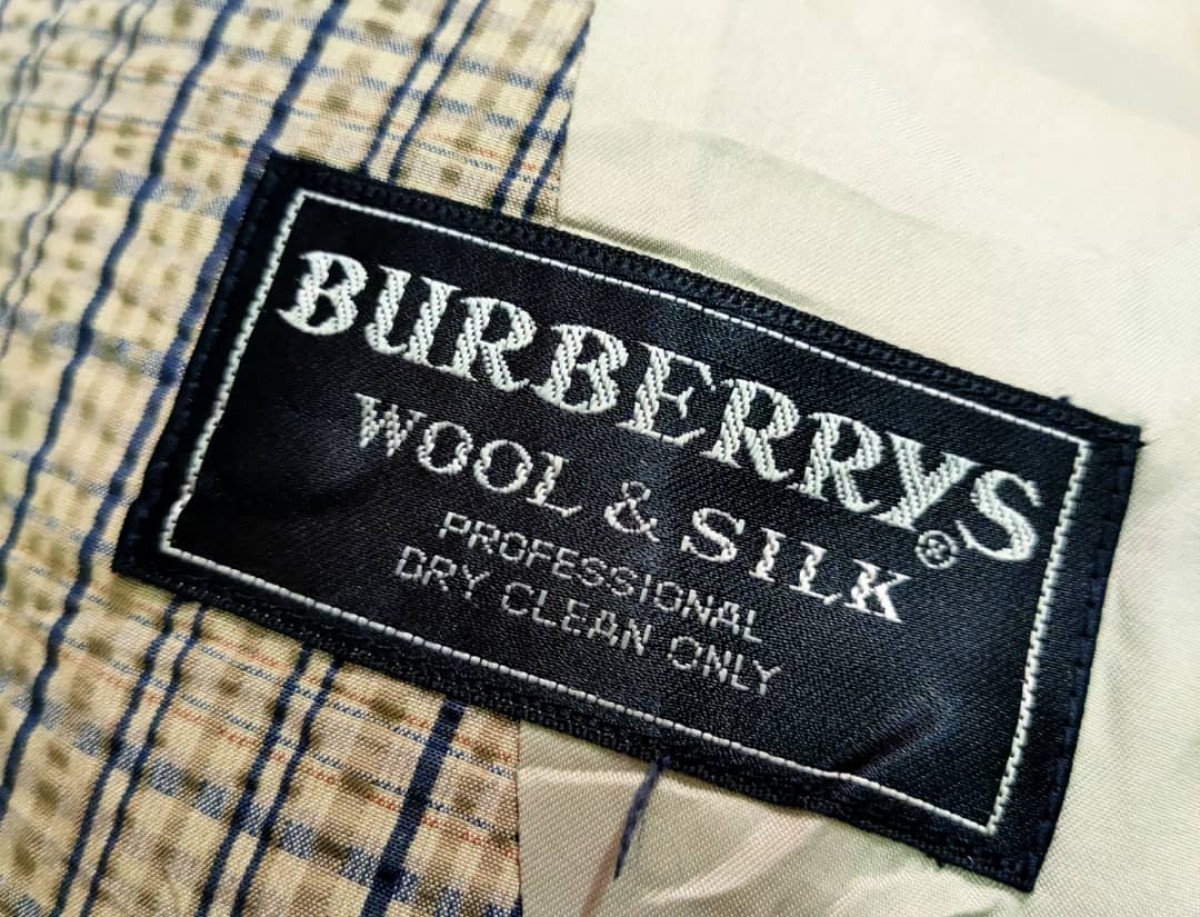 BURBERRYS®
WOOL & SILK
PROFESSIONAL
DRY CLEAN ONLY